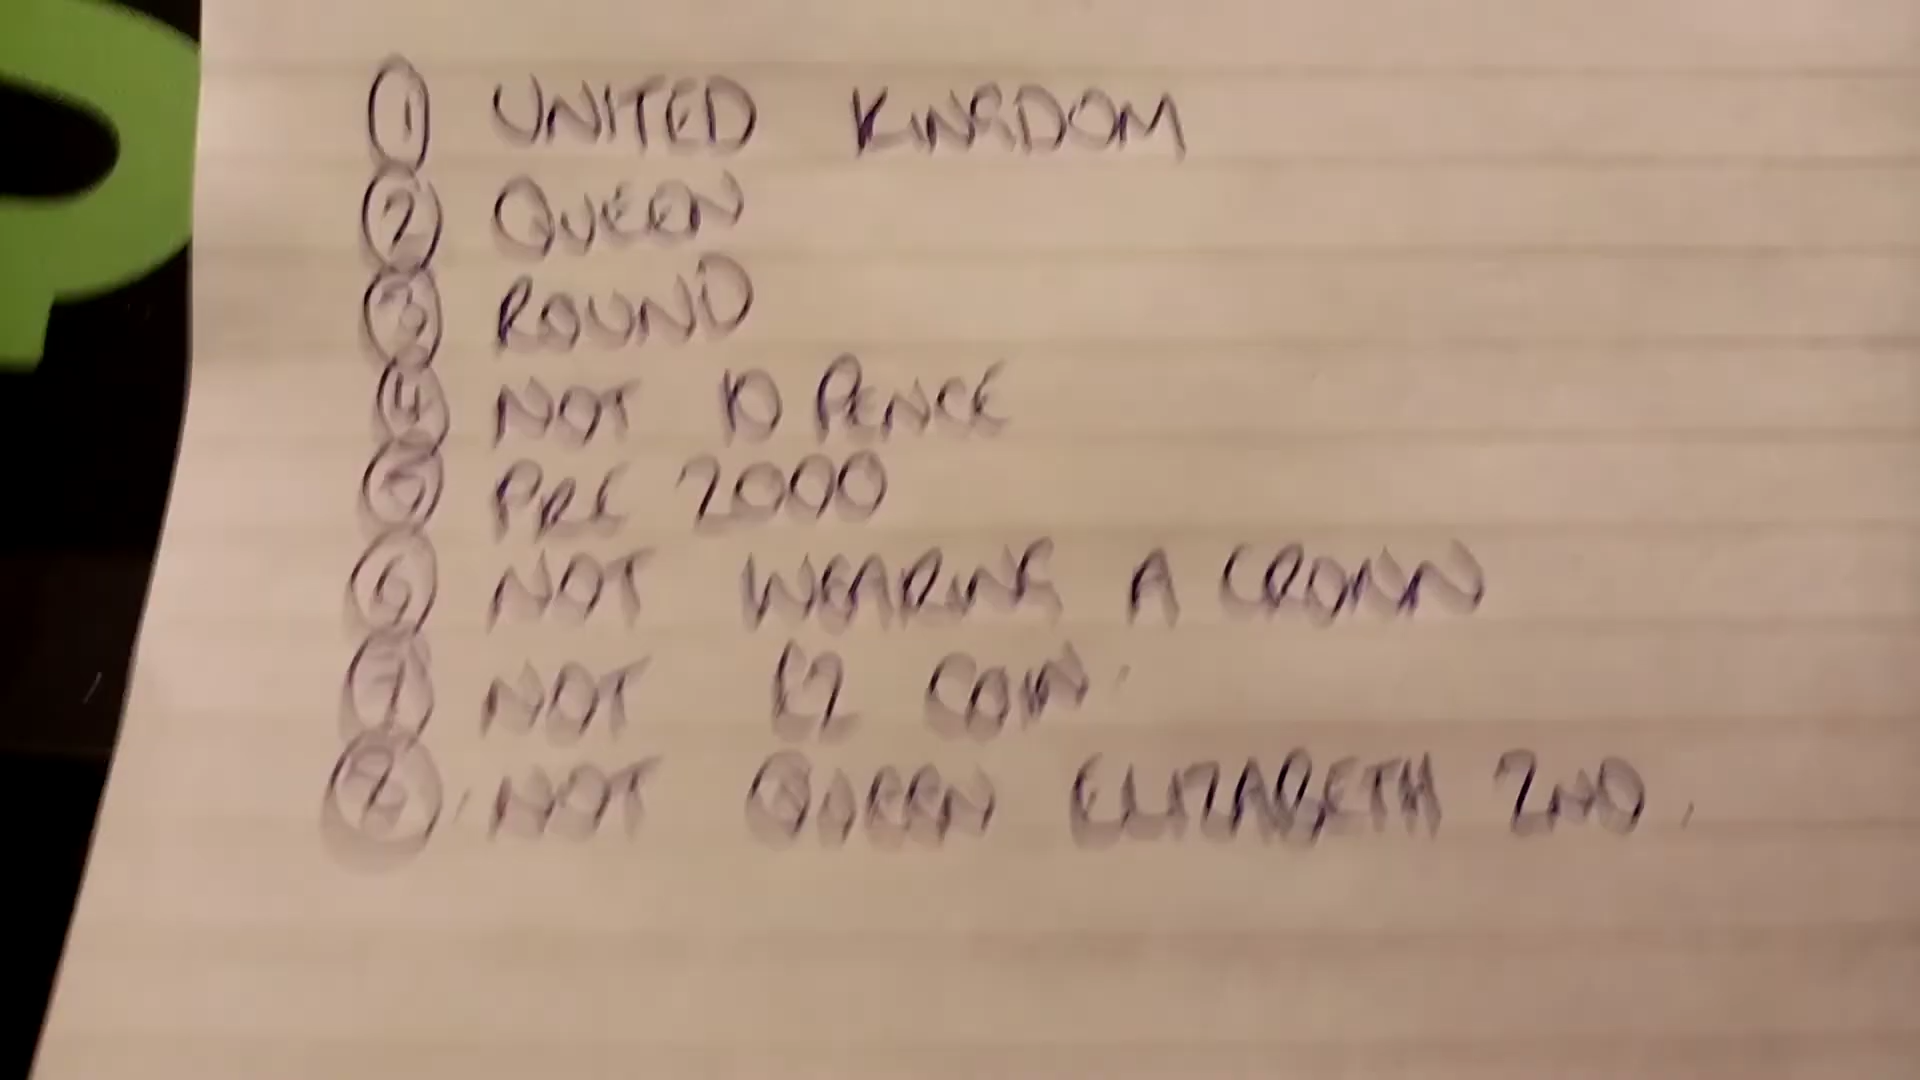 1 UNITED KINGDOM
2 QUEEN
3 ROUND
4 NOT 10 PENCE
5 PRE 2000
6 NOT WEARING A CROWN
7 NOT £2 COIN.
8. NOT QUEEN ELIZABETH 2ND.